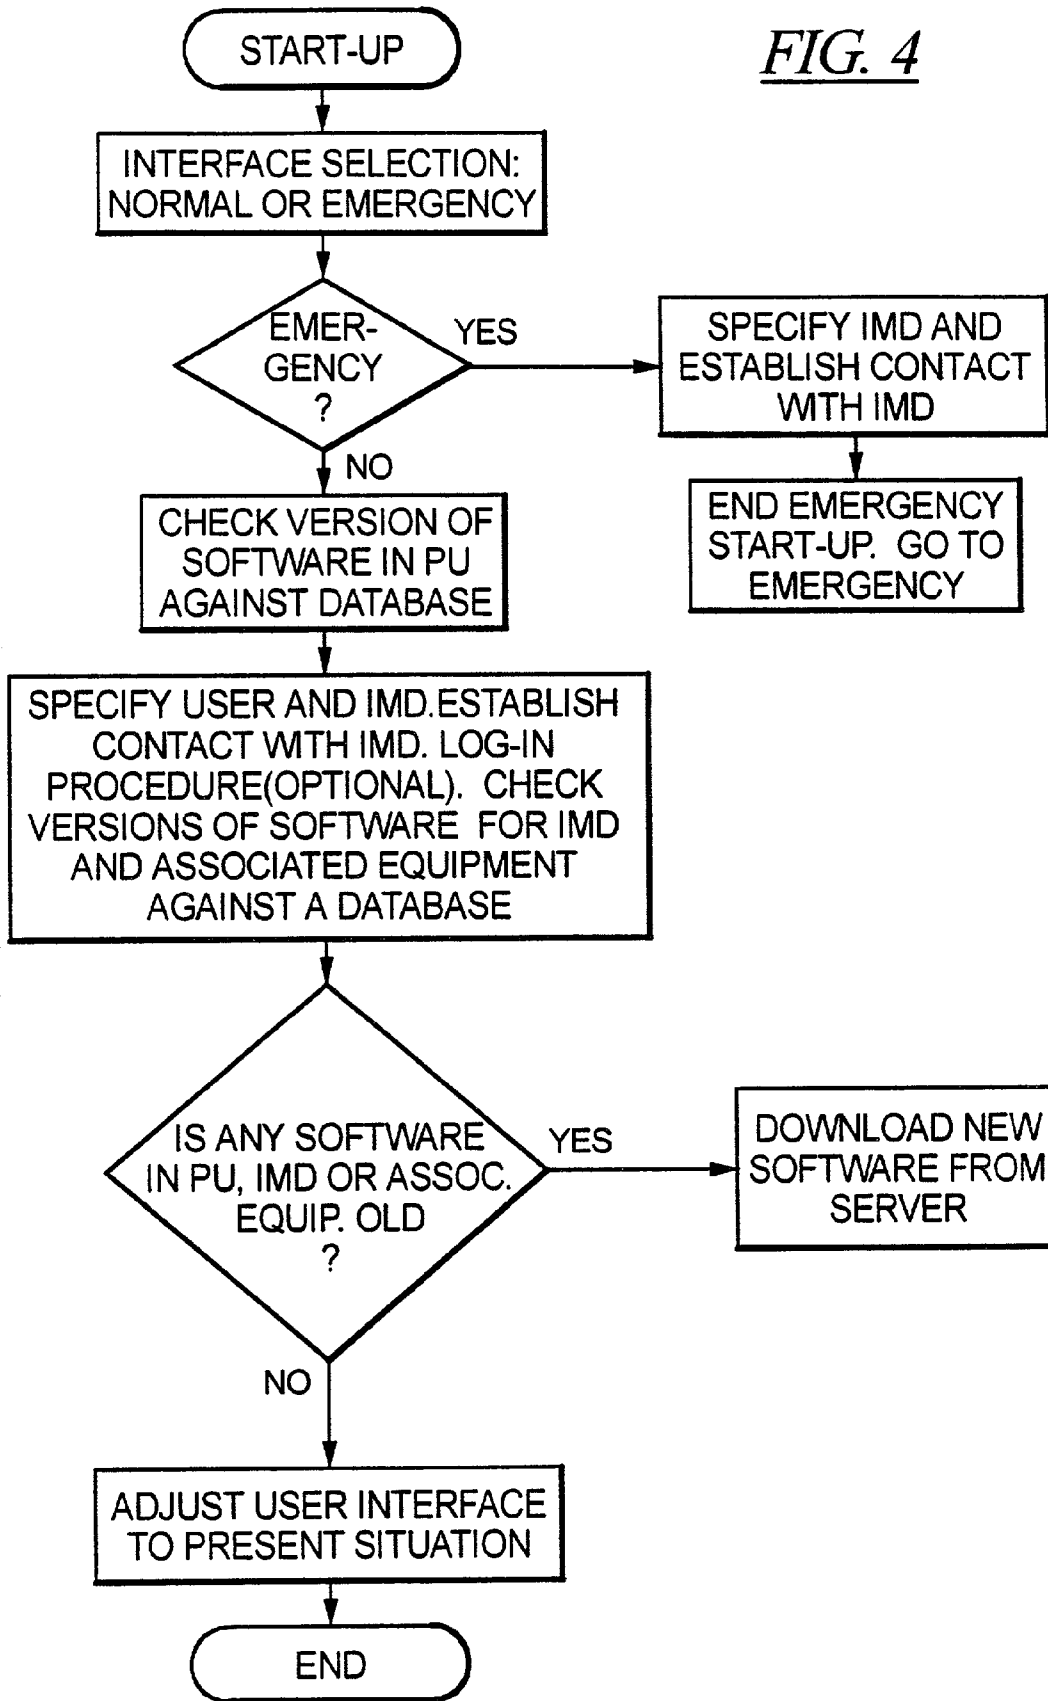 FIG. 4
START-UP
INTERFACE SELECTION:
NORMAL OR EMERGENCY
EMER-
GENCY
?
YES
SPECIFY IMD AND
ESTABLISH CONTACT
WITH IMD
END EMERGENCY
START-UP. GO TO
EMERGENCY
NO
CHECK VERSION OF
SOFTWARE IN PU
AGAINST DATABASE
SPECIFY USER AND IMD.ESTABLISH
CONTACT WITH IMD. LOG-IN
PROCEDURE(OPTIONAL). CHECK
VERSIONS OF SOFTWARE FOR IMD
AND ASSOCIATED EQUIPMENT
AGAINST A DATABASE
IS ANY SOFTWARE
IN PU, IMD OR ASSOC.
EQUIP. OLD
?
YES
DOWNLOAD NEW
SOFTWARE FROM
SERVER
NO
ADJUST USER INTERFACE
TO PRESENT SITUATION
END